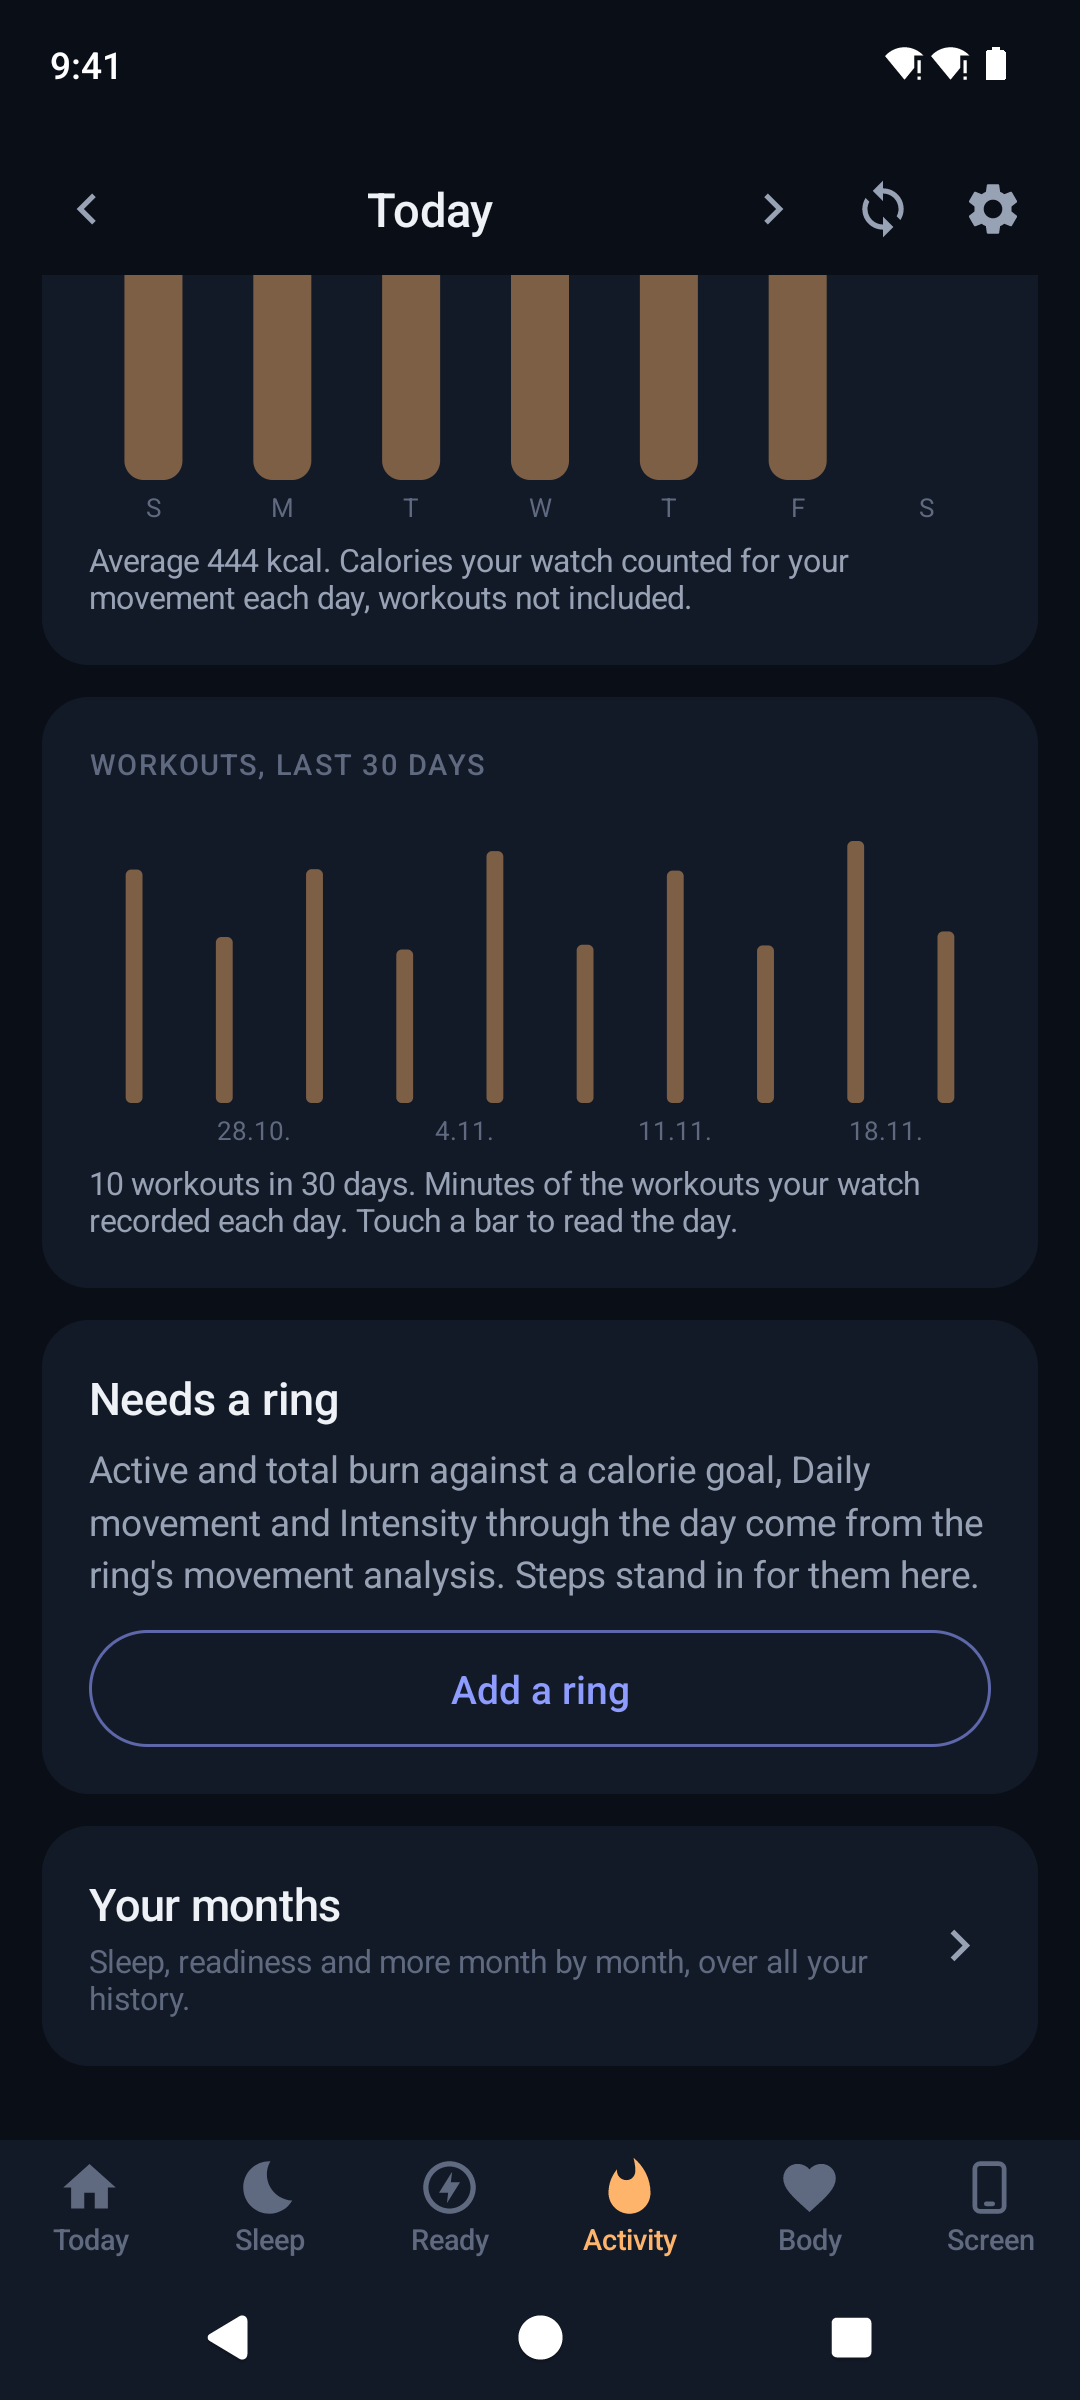 9:41
Today
S M T W T F S
Average 444 kcal. Calories your watch counted for your
movement each day, workouts not included.
WORKOUTS, LAST 30 DAYS
28.10. 4.11. 11.11. 18.11.
10 workouts in 30 days. Minutes of the workouts your watch
recorded each day. Touch a bar to read the day.
Needs a ring
Active and total burn against a calorie goal, Daily
movement and Intensity through the day come from the
ring's movement analysis. Steps stand in for them here.
Add a ring
Your months
Sleep, readiness and more month by month, over all your
history.
Today Sleep Ready Activity Body Screen